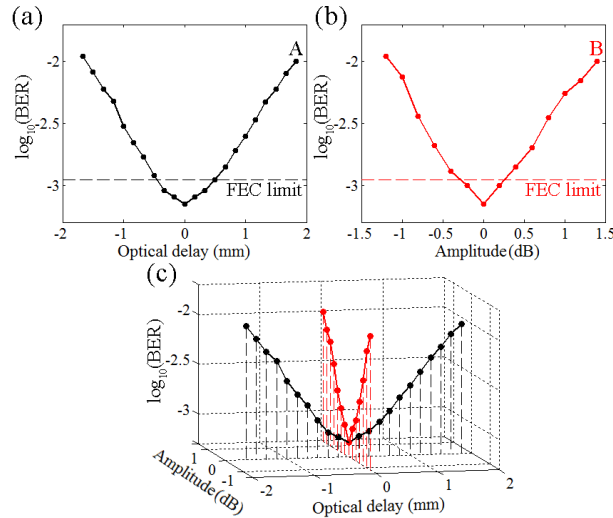 (a)
A
log10(BER)
-2
-2.5
-3
FEC limit
2 -1 0 1 2
Optical delay (mm)
(b)
B
log10(BER)
-2
-2.5
-3
FEC limit
-1 -0.5 0 0.5 1 1.5
Amplitude(dB)
(c)
log10(BER)
-2
-2.5
-3
1
0
-1
Amplitude(dB)
-2 -1 0 1 2
Optical delay (mm)